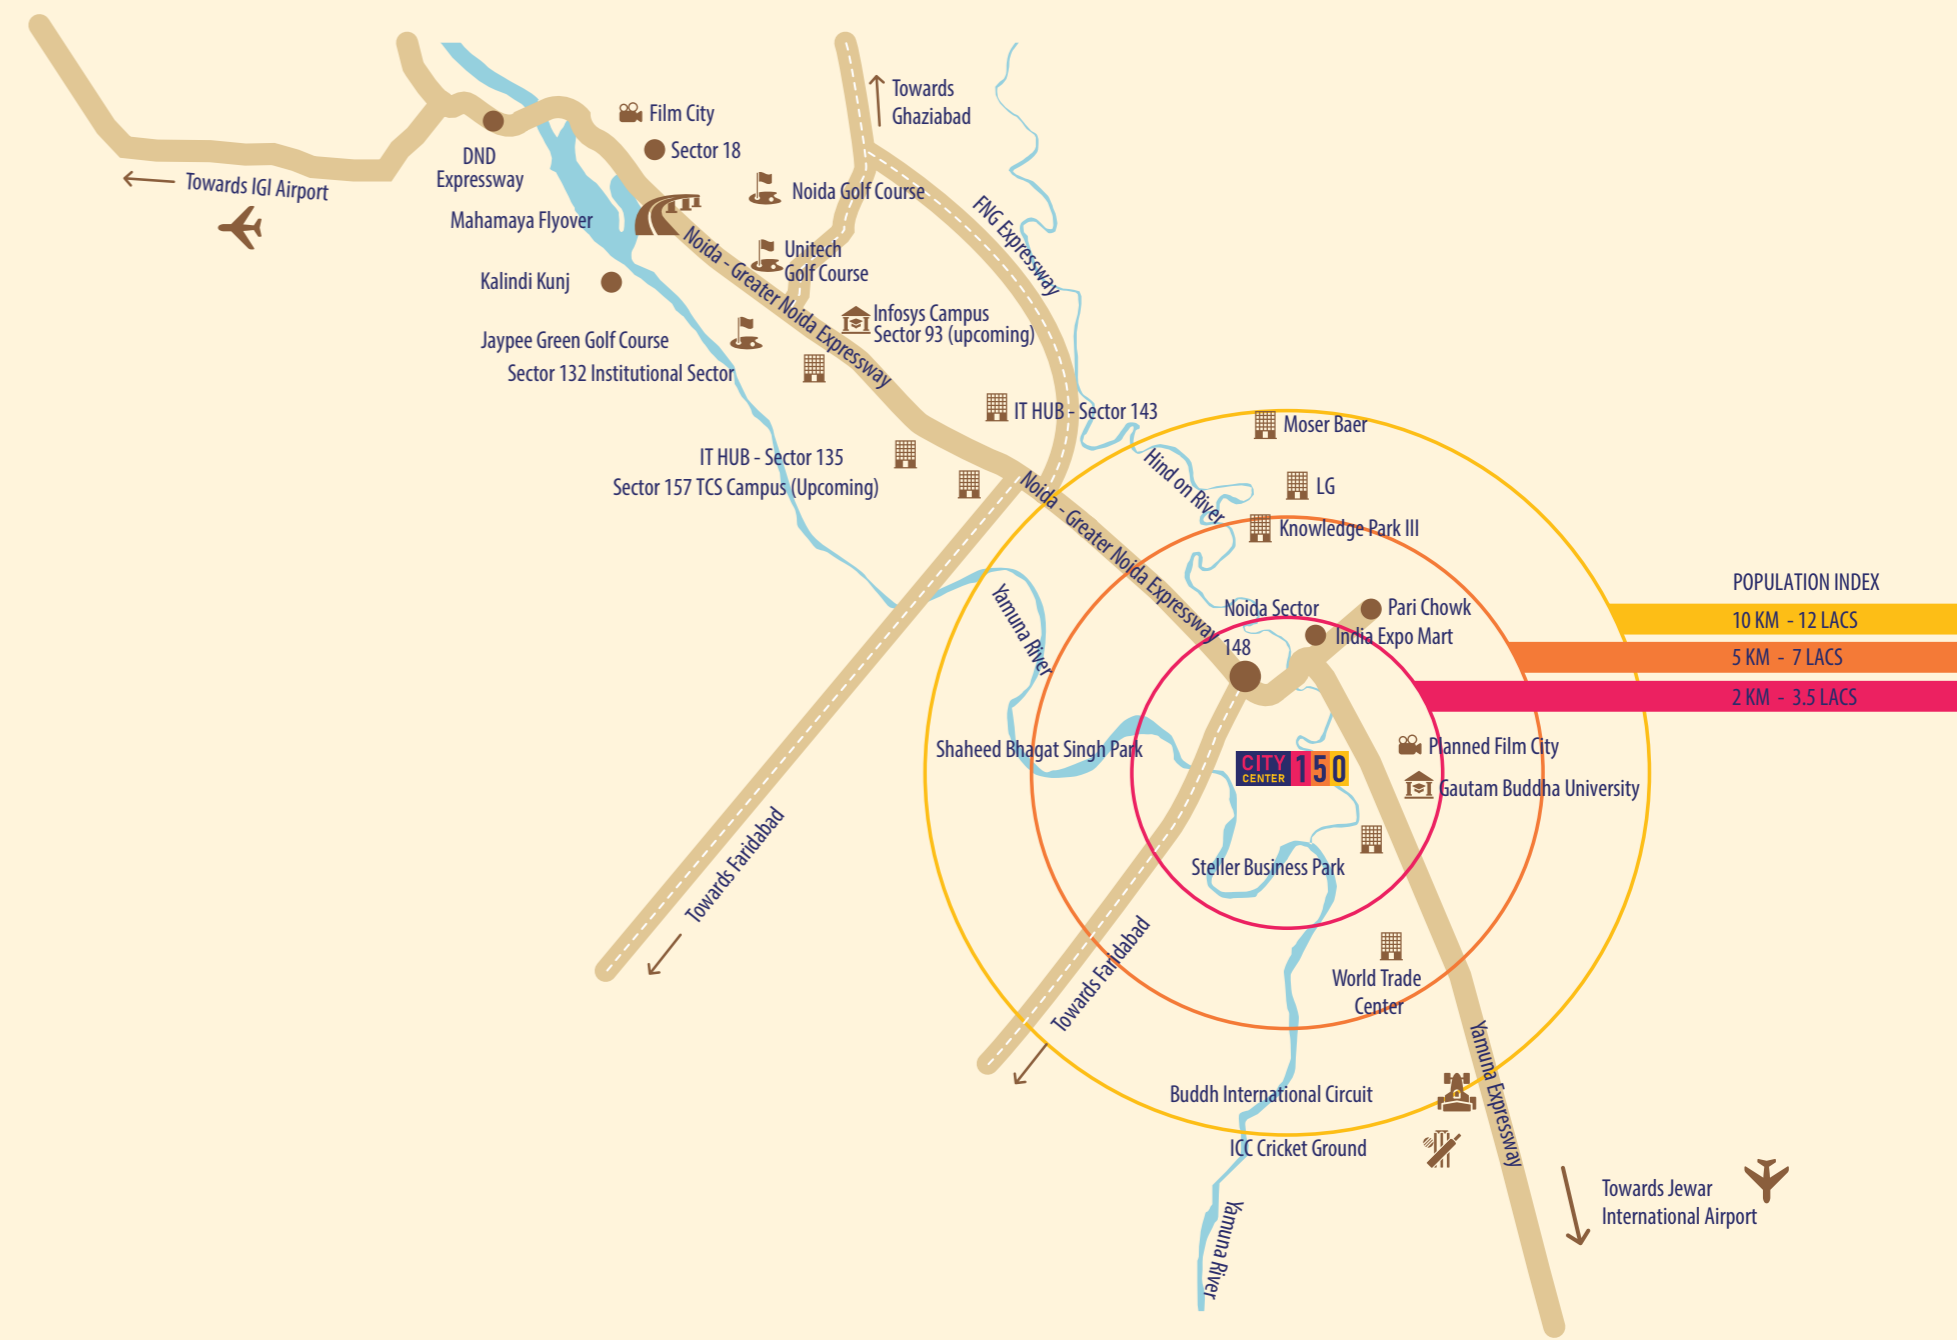 Towards
Ghaziabad
Film City
Sector 18
DND
Expressway
Towards IGI Airport
Noida Golf Course
Mahamaya Flyover
FNG Expressway
Unitech
Golf Course
Noida - Greater Noida Expressway
Kalindi Kunj
Infosys Campus
Sector 93 (upcoming)
Jaypee Green Golf Course
Sector 132 Institutional Sector
IT HUB - Sector 143
Moser Baer
IT HUB - Sector 135
Sector 157 TCS Campus (Upcoming)
Hind on River
LG
Knowledge Park III
Noida - Greater Noida Expressway
POPULATION INDEX
10 KM - 12 LACS
5 KM - 7 LACS
2 KM - 3.5 LACS
Noida Sector
148
Pari Chowk
India Expo Mart
Yamuna River
Shaheed Bhagat Singh Park
CITY
CENTER
150
Planned Film City
Gautam Buddha University
Steller Business Park
Towards Faridabad
Towards Faridabad
World Trade
Center
Yamuna Expressway
Buddh International Circuit
ICC Cricket Ground
Towards Jewar
International Airport
Yamuna River